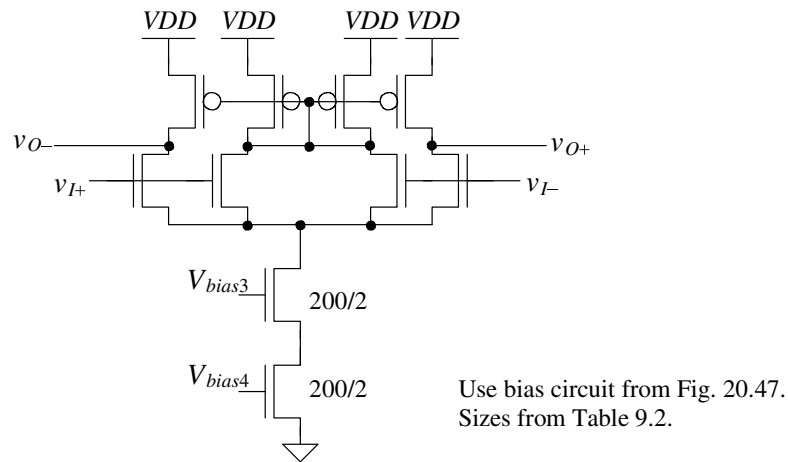 VDD VDD VDD VDD
vO– vO+
vI+ vI–
Vbias3 200/2
Vbias4 200/2
Use bias circuit from Fig. 20.47.
Sizes from Table 9.2.